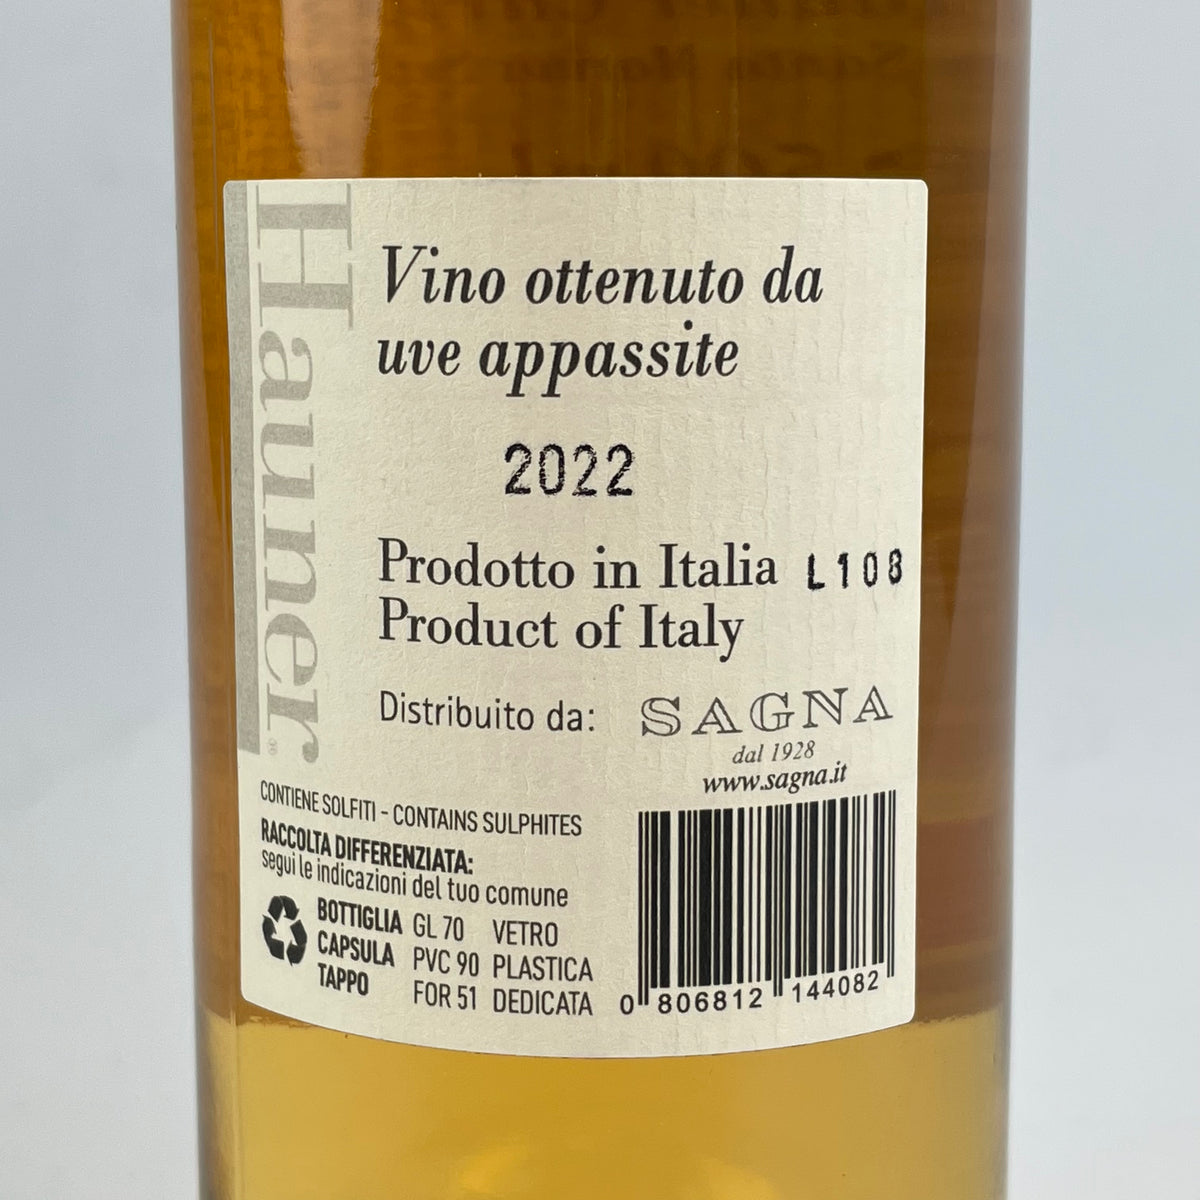 Hauner®
Vino ottenuto da
uve appassite
2022
Prodotto in Italia L108
Product of Italy
Distribuito da: SAGNA
dal 1928
www.sagna.it
CONTIENE SOLFITI - CONTAINS SULPHITES
RACCOLTA DIFFERENZIATA:
segui le indicazioni del tuo comune
BOTTIGLIA GL 70 VETRO
CAPSULA PVC 90 PLASTICA
TAPPO FOR 51 DEDICATA
0 806812 144082